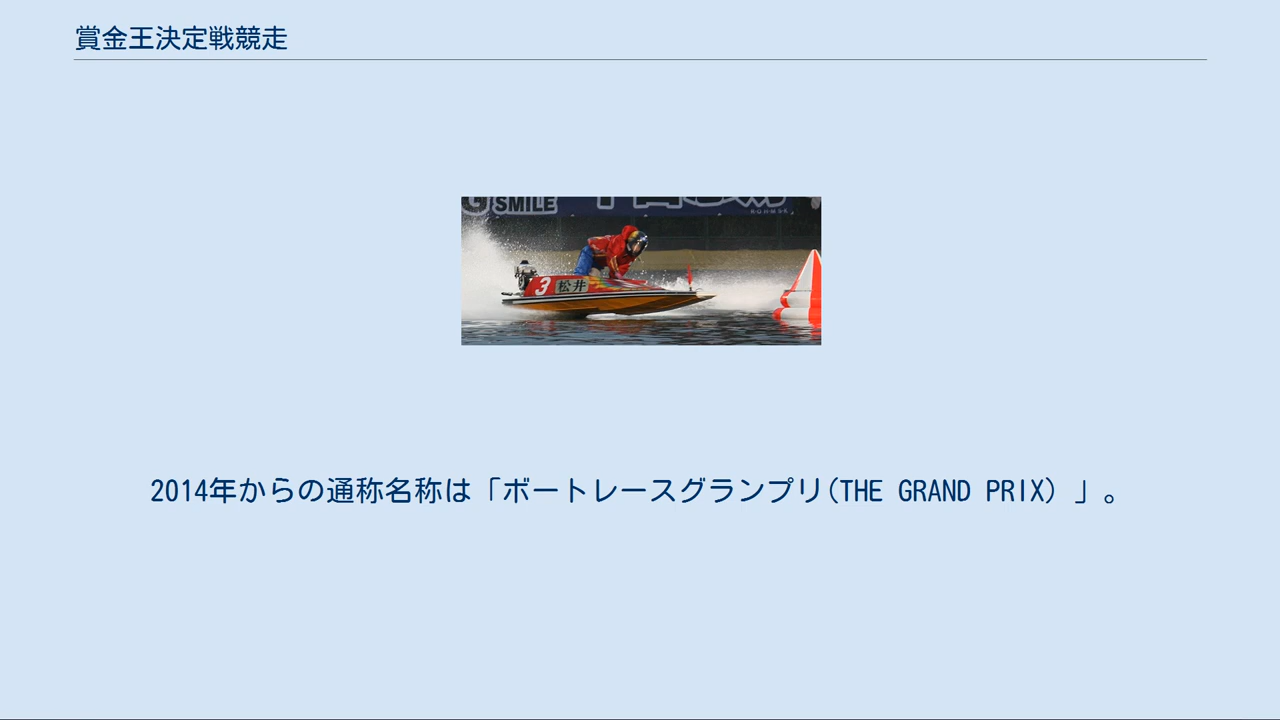 賞金王決定戦競走
G SMILE
3 松井
2014年からの通称名称は「ボートレースグランプリ(THE GRAND PRIX) 」。